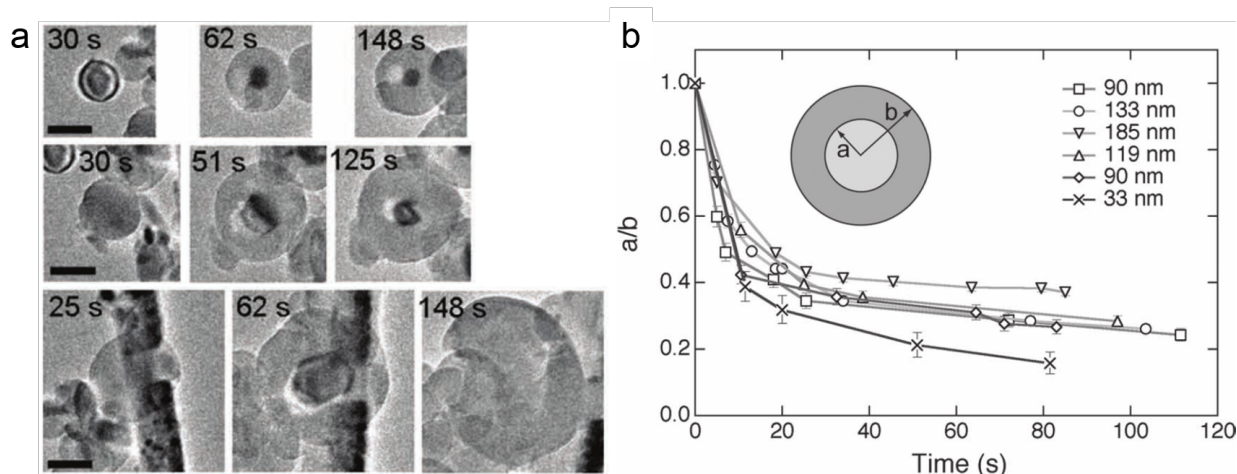 a
30 s 62 s 148 s
30 s 51 s 125 s
25 s 62 s 148 s
b
a/b
1.0
0.8
0.6
0.4
0.2
0.0
0 20 40 60 80 100 120
Time (s)
b
a
90 nm
133 nm
185 nm
119 nm
90 nm
33 nm